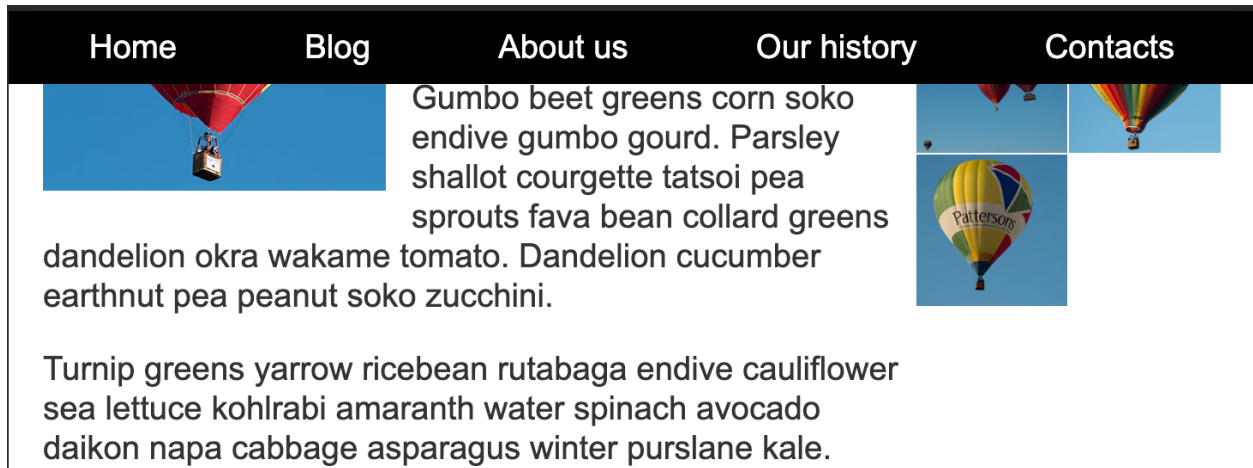 Home Blog About us Our history Contacts
Gumbo beet greens corn soko
endive gumbo gourd. Parsley
shallot courgette tatsoi pea
sprouts fava bean collard greens
dandelion okra wakame tomato. Dandelion cucumber
earthnut pea peanut soko zucchini.
Turnip greens yarrow ricebean rutabaga endive cauliflower
sea lettuce kohlrabi amaranth water spinach avocado
daikon napa cabbage asparagus winter purslane kale.
Pattersons